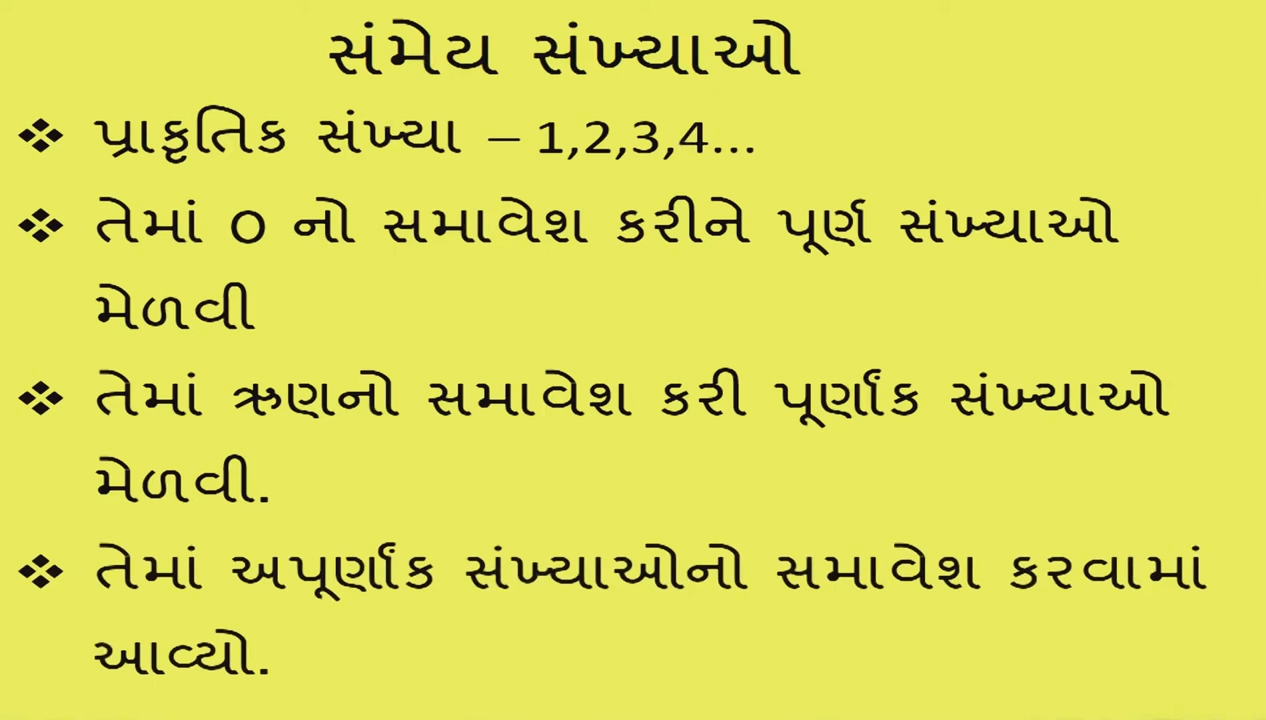 સંમેય સંખ્યાઓ
❖ પ્રાકૃતિક સંખ્યા – 1,2,3,4...
❖ તેમાં 0 નો સમાવેશ કરીને પૂર્ણ સંખ્યાઓ
મેળવી
❖ તેમાં ઋણનો સમાવેશ કરી પૂર્ણાંક સંખ્યાઓ
મેળવી.
❖ તેમાં અપૂર્ણાંક સંખ્યાઓનો સમાવેશ કરવામાં
આવ્યો.